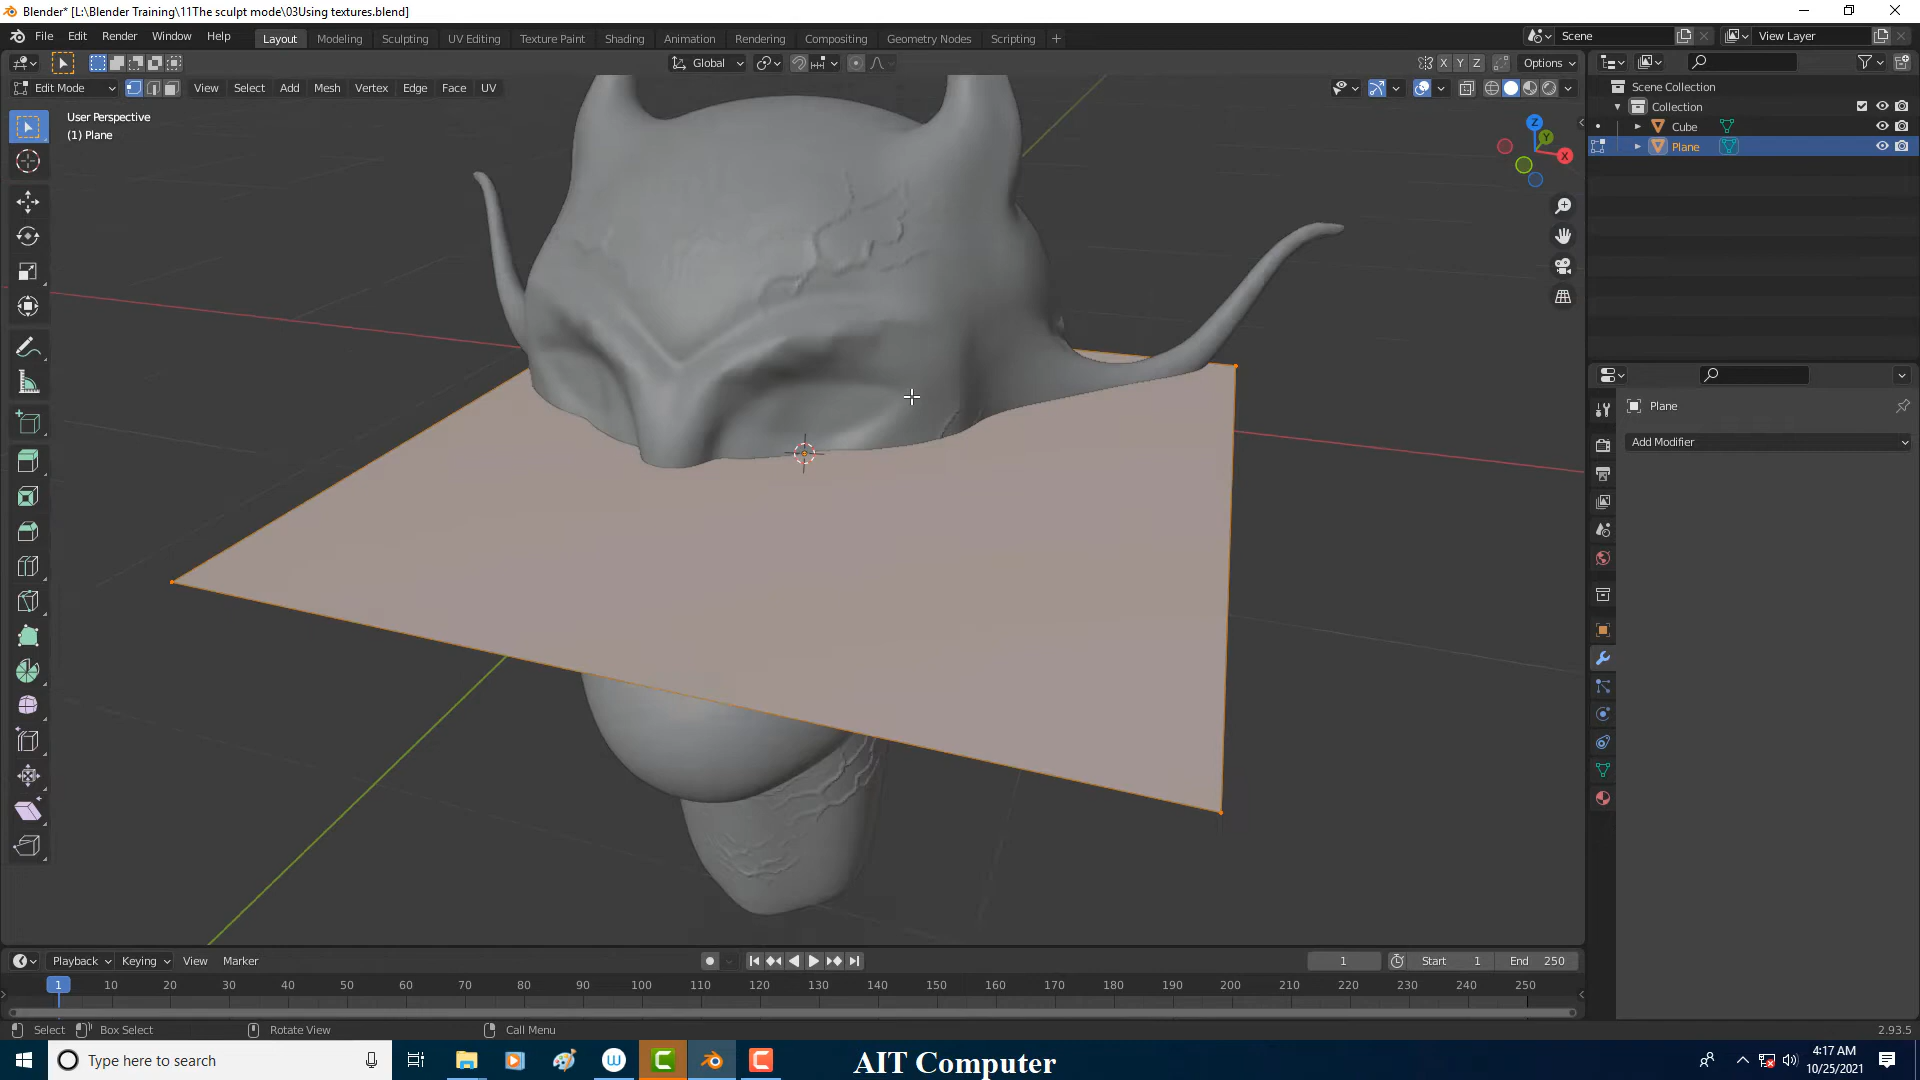 Blender* [L:\Blender Training\11The sculpt mode\03Using textures.blend]
File Edit Render Window Help Layout Modeling Sculpting UV Editing Texture Paint Shading Animation Rendering Compositing Geometry Nodes Scripting + Scene View Layer
Global X Y Z Options
Edit Mode View Select Add Mesh Vertex Edge Face UV
User Perspective
(1) Plane
Z
Y
X
Scene Collection
Collection
Cube
Plane
Plane
Add Modifier
Playback Keying View Marker 1 Start 1 End 250
1 10 20 30 40 50 60 70 80 90 100 110 120 130 140 150 160 170 180 190 200 210 220 230 240 250
Select Box Select Rotate View Call Menu 2.93.5
Type here to search AIT Computer 4:17 AM
10/25/2021